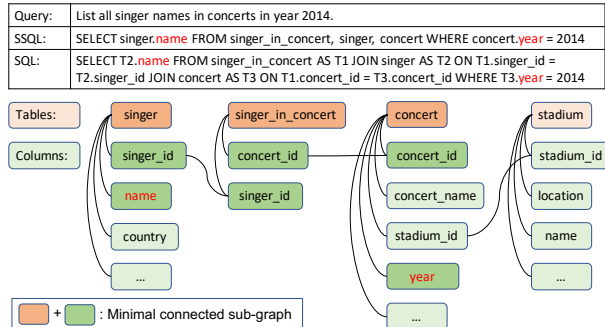 Query: List all singer names in concerts in year 2014.
SSQL: SELECT singer.name FROM singer_in_concert, singer, concert WHERE concert.year = 2014
SQL: SELECT T2.name FROM singer_in_concert AS T1 JOIN singer AS T2 ON T1.singer_id =
T2.singer_id JOIN concert AS T3 ON T1.concert_id = T3.concert_id WHERE T3.year = 2014
Tables: singer singer_in_concert concert stadium
Columns: singer_id concert_id concert_id stadium_id
name singer_id concert_name location
country stadium_id name
... year ...
+ : Minimal connected sub-graph ...